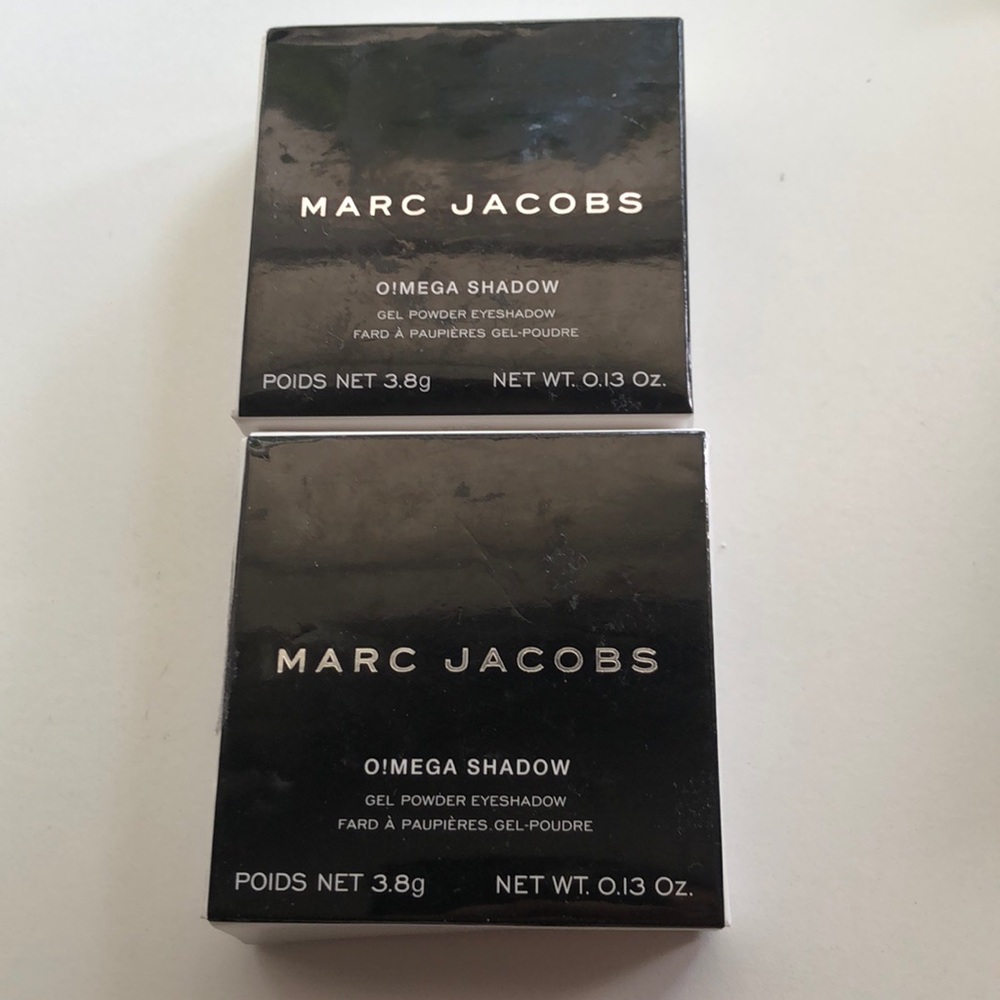 MARC JACOBS
O!MEGA SHADOW
GEL POWDER EYESHADOW
FARD À PAUPIÈRES GEL-POUDRE
POIDS NET 3.8g NET WT. 0.13 Oz.
MARC JACOBS
O!MEGA SHADOW
GEL POWDER EYESHADOW
FARD À PAUPIÈRES GEL-POUDRE
POIDS NET 3.8g NET WT. 0.13 Oz.